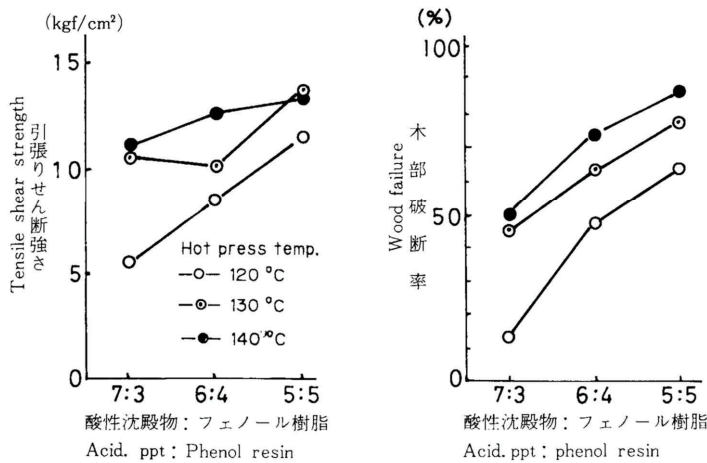 (kgf/cm²)
15
10
5
0
Tensile shear strength
引張りせん断強さ
Hot press temp.
120 °C
130 °C
140 °C
7:3 6:4 5:5
酸性沈殿物：フェノール樹脂
Acid. ppt : Phenol resin
(%)
100
50
0
Wood failure
木部破断率
7:3 6:4 5:5
酸性沈殿物：フェノール樹脂
Acid. ppt : phenol resin